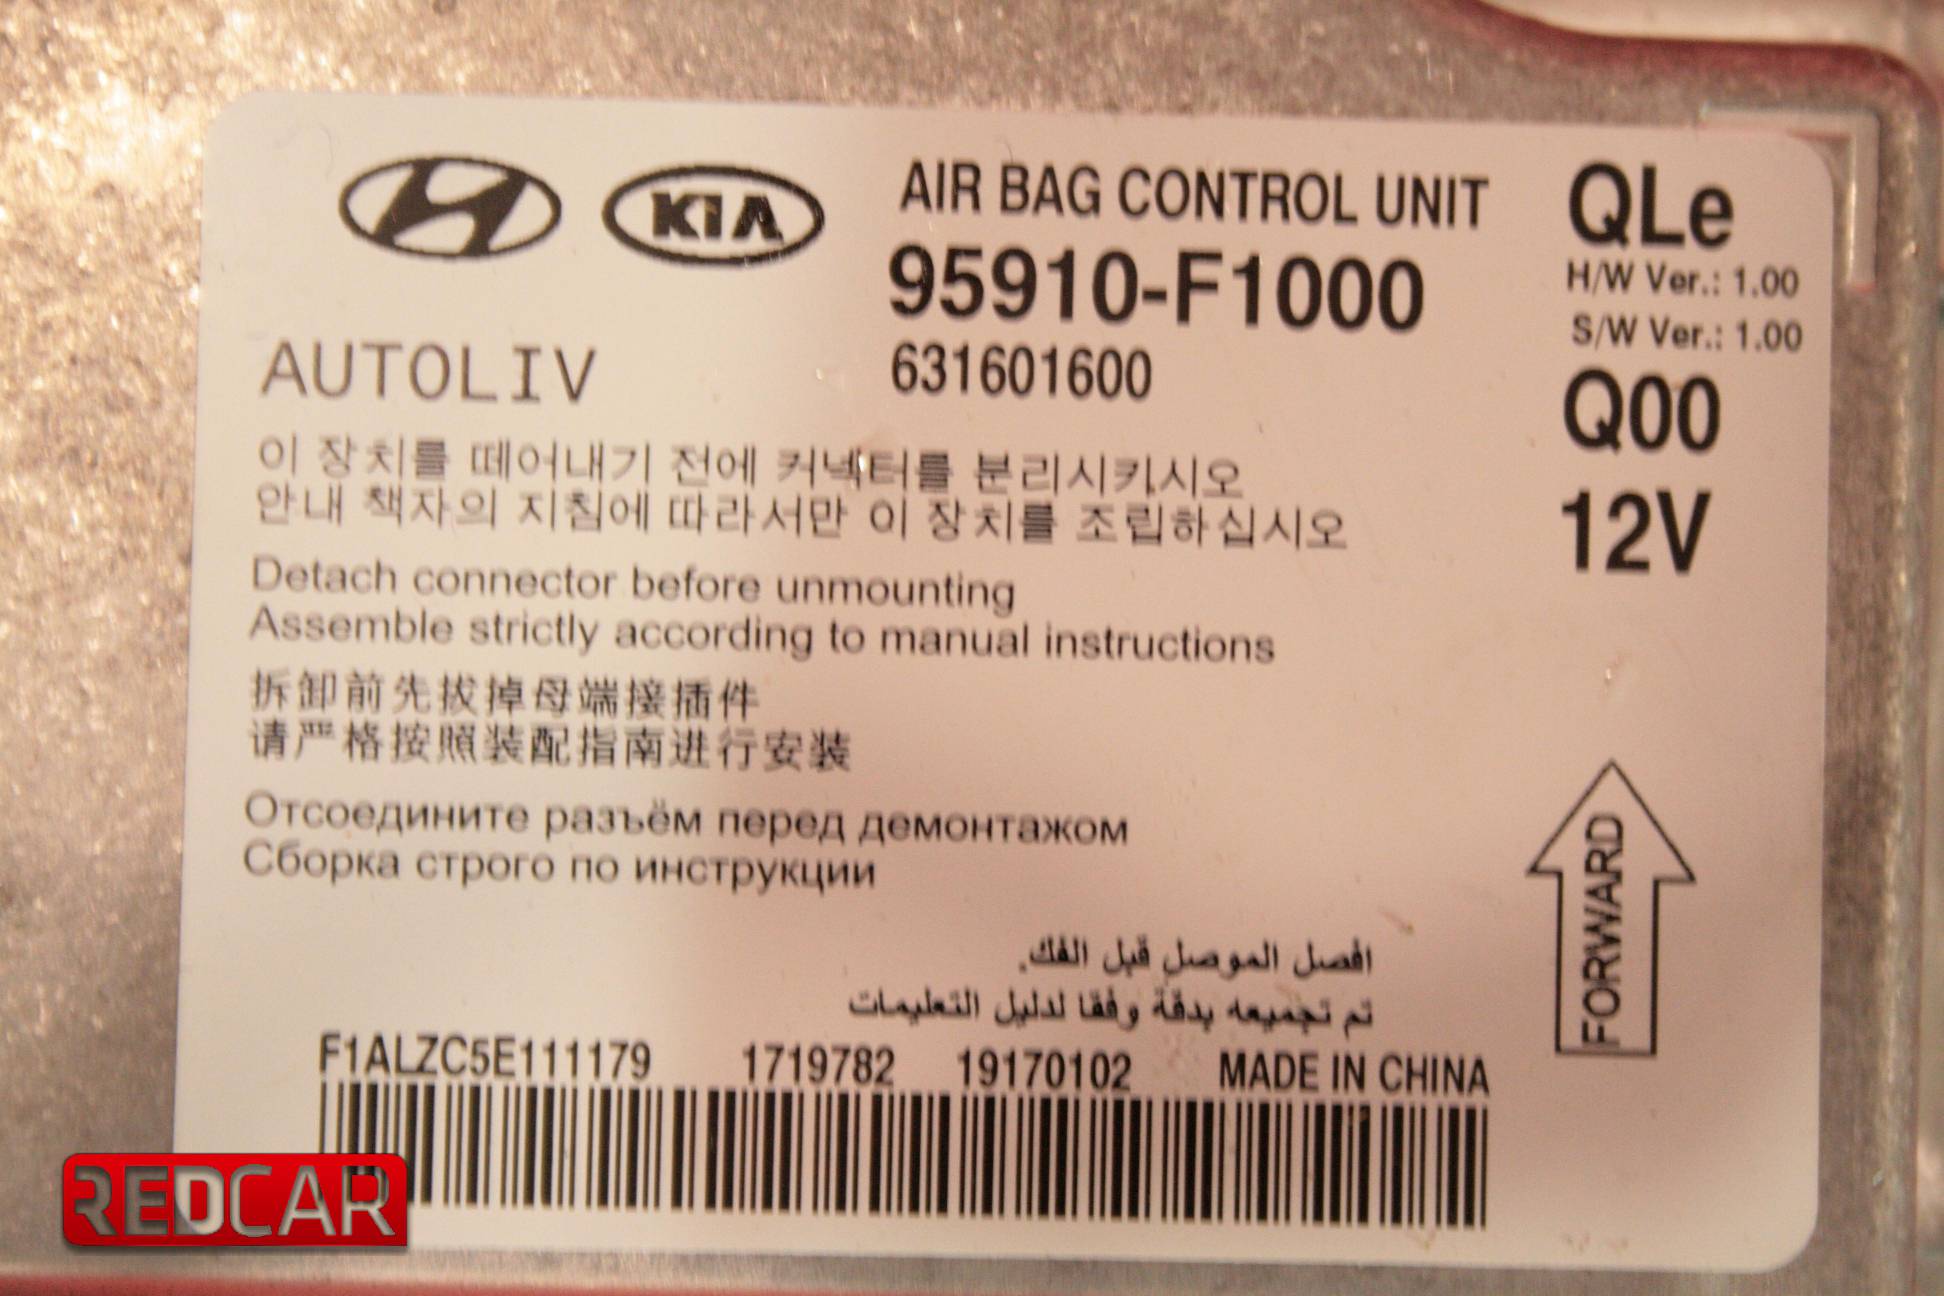 KIA
AIR BAG CONTROL UNIT
QLe
95910-F1000
H/W Ver.: 1.00
S/W Ver.: 1.00
AUTOLIV
631601600
Q00
12V
이 장치를 떼어내기 전에 커넥터를 분리시키시오
안내 책자의 지침에 따라서만 이 장치를 조립하십시오
Detach connector before unmounting
Assemble strictly according to manual instructions
拆卸前先拔掉母端接插件
请严格按照装配指南进行安装
Отсоедините разъём перед демонтажом
Сборка строго по инструкции
افصل الموصل قبل الفك.
تم تجميعه بدقة وفقا لدليل التعليمات
FORWARD
F1ALZC5E111179 1719782 19170102 MADE IN CHINA
REDCAR